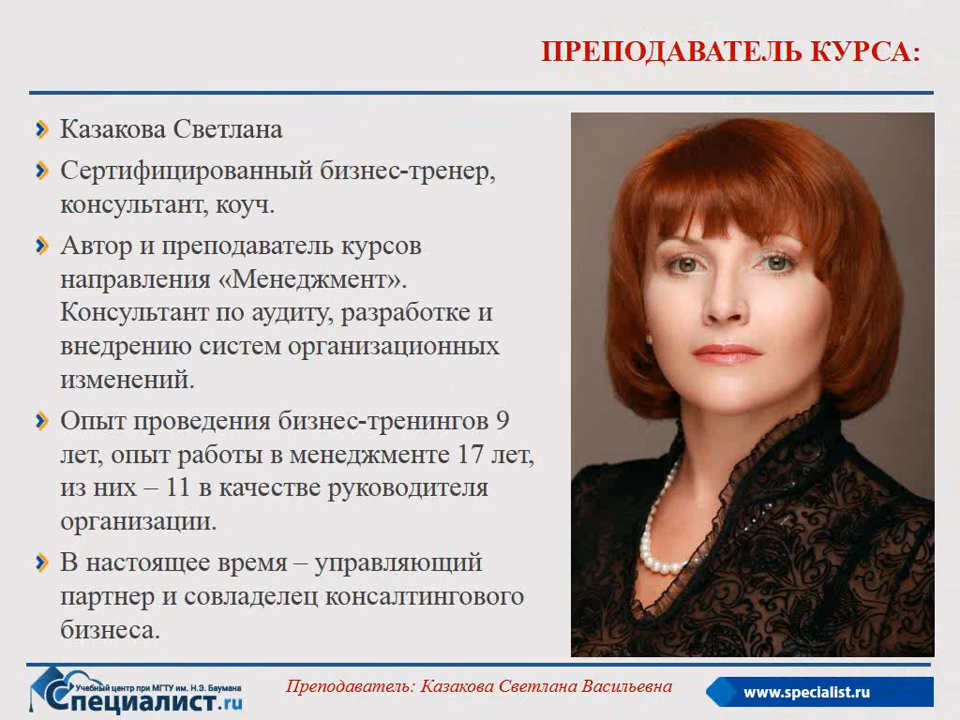 ПРЕПОДАВАТЕЛЬ КУРСА:
Казакова Светлана
Сертифицированный бизнес-тренер,
консультант, коуч.
Автор и преподаватель курсов
направления «Менеджмент».
Консультант по аудиту, разработке и
внедрению систем организационных
изменений.
Опыт проведения бизнес-тренингов 9
лет, опыт работы в менеджменте 17 лет,
из них – 11 в качестве руководителя
организации.
В настоящее время – управляющий
партнер и совладелец консалтингового
бизнеса.
Учебный центр при МГТУ им. Н.Э. Баумана
Специалист.ru
Преподаватель: Казакова Светлана Васильевна
www.specialist.ru